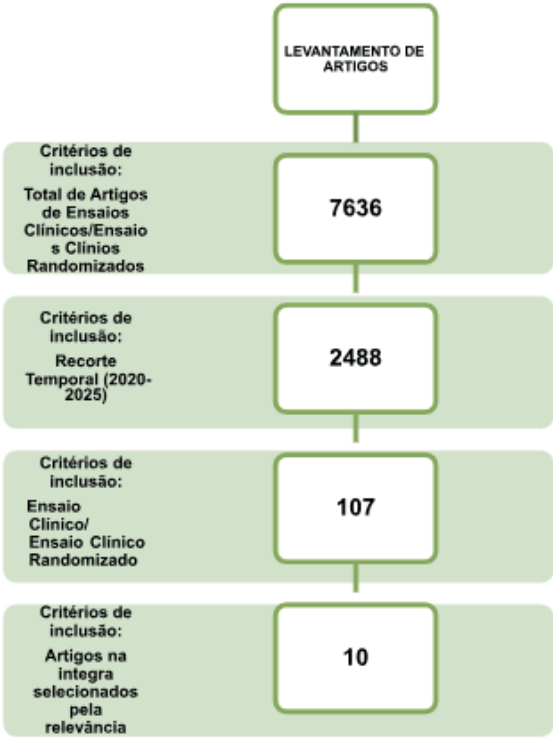 LEVANTAMENTO DE
ARTIGOS
Critérios de
inclusão:
Total de Artigos
de Ensaios
Clínicos/Ensaio
s Clínios
Randomizados
7636
Critérios de
inclusão:
Recorte
Temporal (2020-
2025)
2488
Critérios de
inclusão:
Ensaio
Clinico/
Ensaio Clínico
Randomizado
107
Critérios de
inclusão:
Artigos na
integra
selecionados
pela
relevância
10